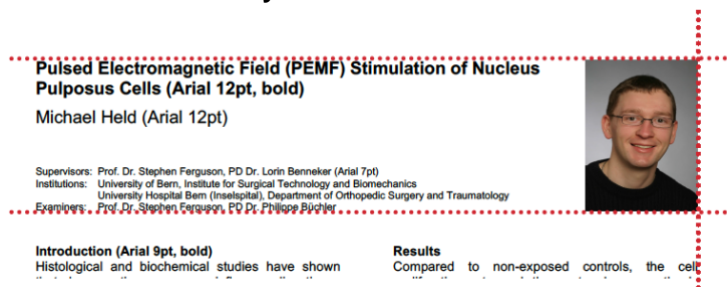 Pulsed Electromagnetic Field (PEMF) Stimulation of Nucleus
Pulposus Cells (Arial 12pt, bold)
Michael Held (Arial 12pt)
Supervisors: Prof. Dr. Stephen Ferguson, PD Dr. Lorin Benneker (Arial 7pt)
Institutions: University of Bern, Institute for Surgical Technology and Biomechanics
University Hospital Bern (Inselspital), Department of Orthopedic Surgery and Traumatology
Examiners: Prof. Dr. Stephen Ferguson, PD Dr. Philippe Büchler
Introduction (Arial 9pt, bold)
Histological and biochemical studies have shown
Results
Compared to non-exposed controls, the cell